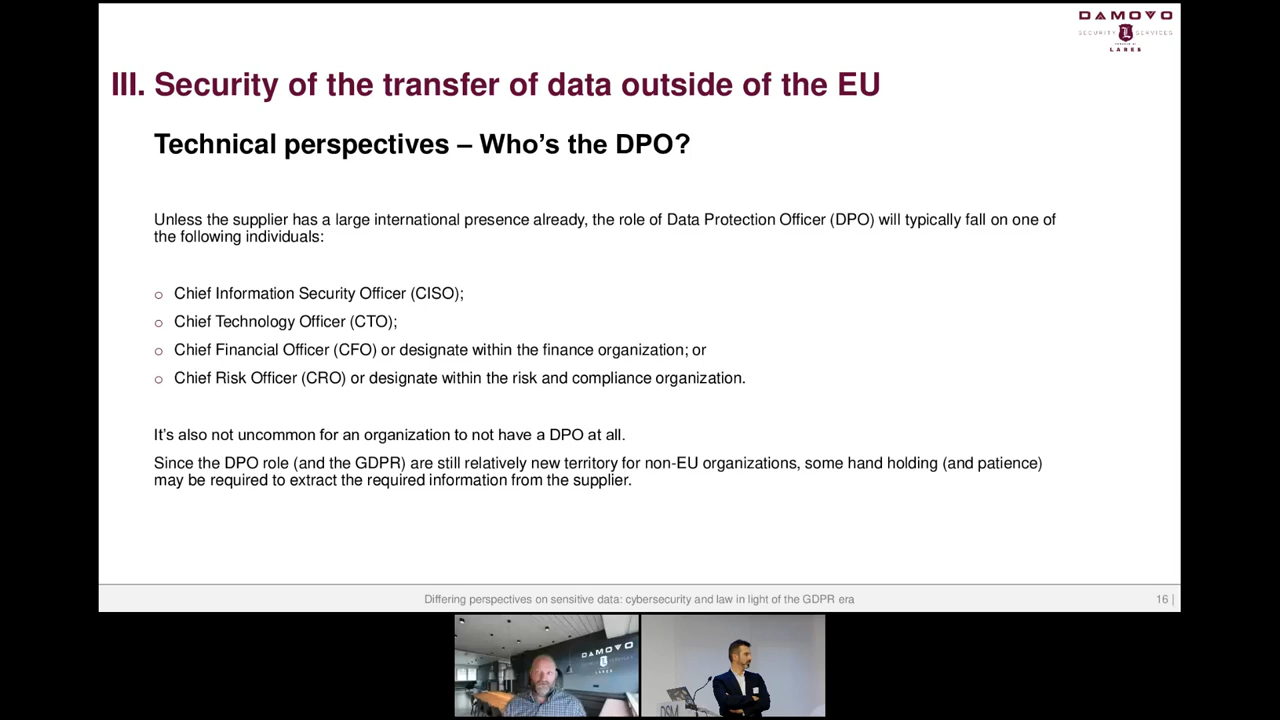 DAMOVO
SECURITY SERVICES
LARES
III. Security of the transfer of data outside of the EU
Technical perspectives – Who’s the DPO?
Unless the supplier has a large international presence already, the role of Data Protection Officer (DPO) will typically fall on one of
the following individuals:
o Chief Information Security Officer (CISO);
o Chief Technology Officer (CTO);
o Chief Financial Officer (CFO) or designate within the finance organization; or
o Chief Risk Officer (CRO) or designate within the risk and compliance organization.
It’s also not uncommon for an organization to not have a DPO at all.
Since the DPO role (and the GDPR) are still relatively new territory for non-EU organizations, some hand holding (and patience)
may be required to extract the required information from the supplier.
Differing perspectives on sensitive data: cybersecurity and law in light of the GDPR era
16 |
DAMOVO
LARES
DSM